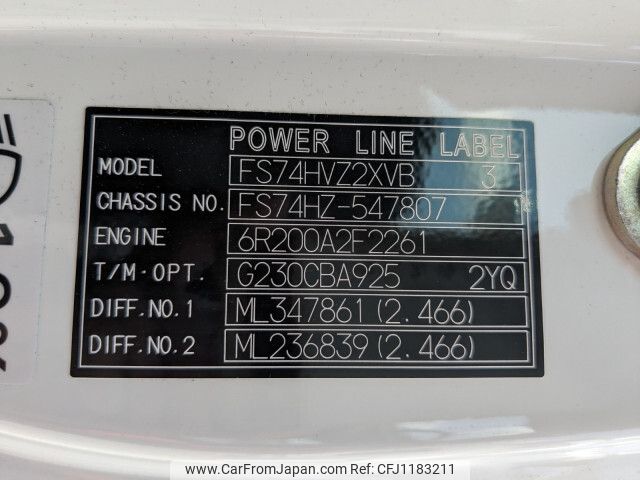 POWER LINE LABEL
MODEL FS74HVZ2XVB 3
CHASSIS NO. FS74HZ-547807
ENGINE 6R200A2F2261
T/M·OPT. G230CBA925 2YQ
DIFF.NO.1 ML347861(2.466)
DIFF.NO.2 ML236839(2.466)
www.CarFromJapan.com - CFJ1183211